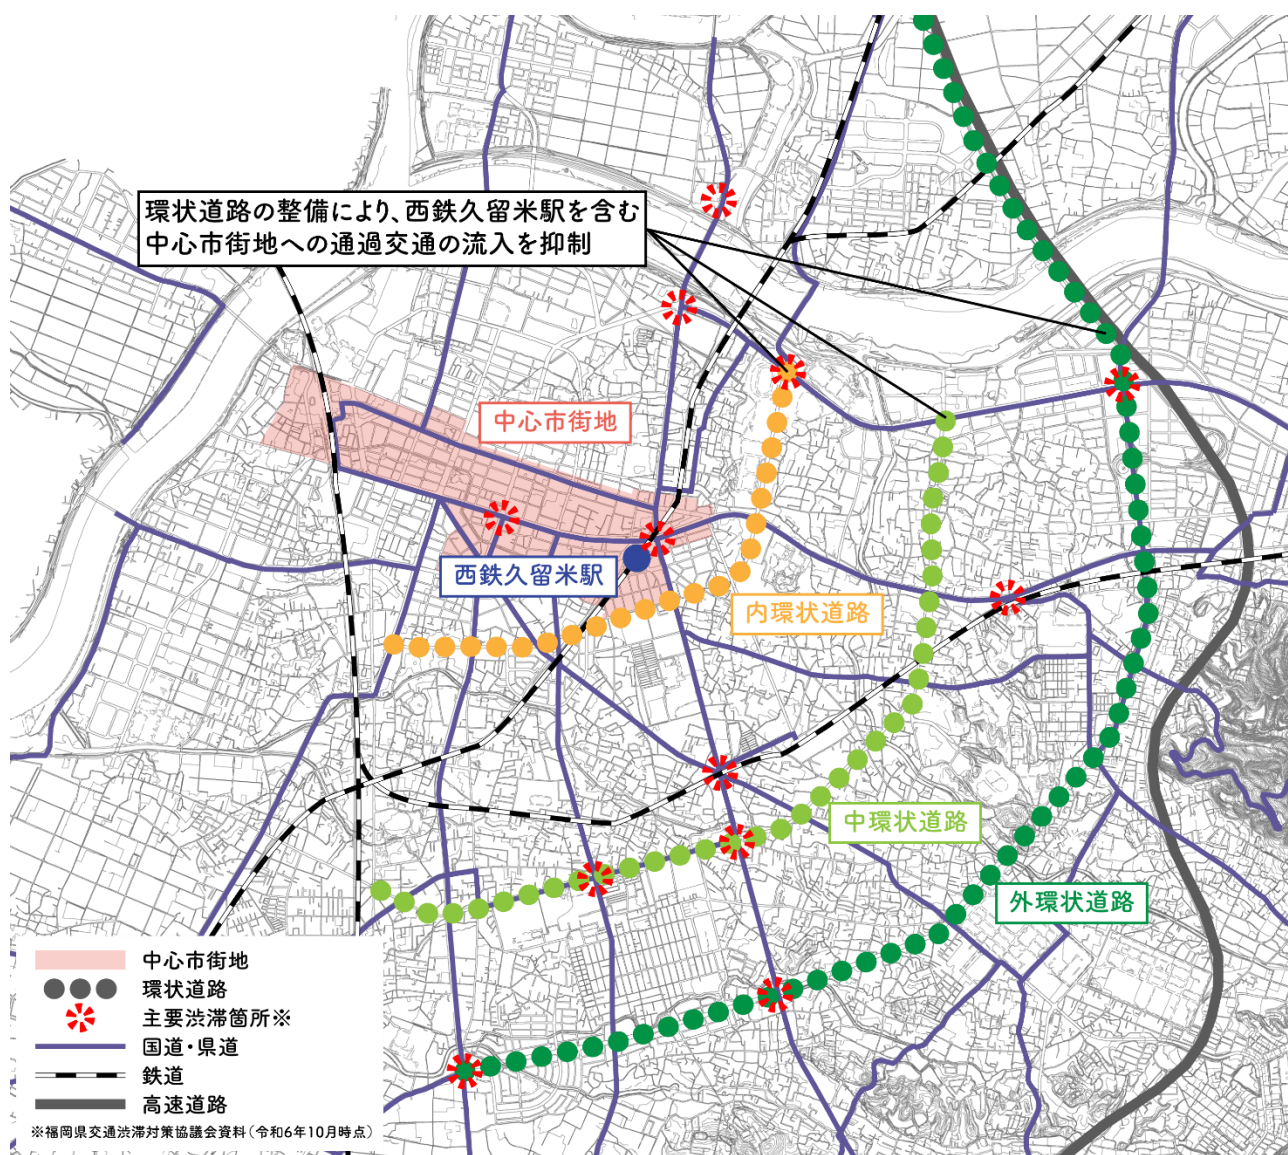 環状道路の整備により、西鉄久留米駅を含む
中心市街地への通過交通の流入を抑制
中心市街地
西鉄久留米駅
内環状道路
中環状道路
外環状道路
中心市街地
環状道路
主要渋滞箇所※
国道・県道
鉄道
高速道路
※福岡県交通渋滞対策協議会資料(令和6年10月時点)